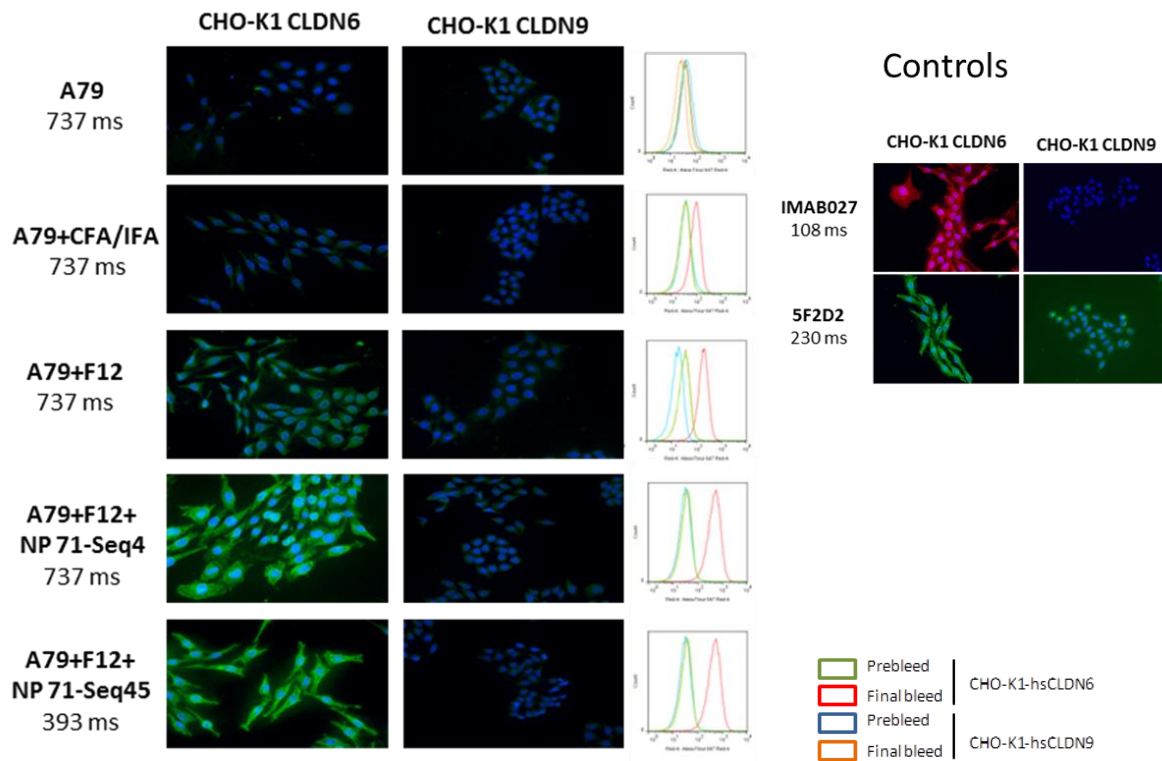 CHO-K1 CLDN6
CHO-K1 CLDN9
A79
737 ms
A79+CFA/IFA
737 ms
A79+F12
737 ms
A79+F12+
NP 71-Seq4
737 ms
A79+F12+
NP 71-Seq45
393 ms
Controls
CHO-K1 CLDN6
CHO-K1 CLDN9
IMAB027
108 ms
5F2D2
230 ms
Prebleed
Final bleed
CHO-K1-hsCLDN6
Prebleed
Final bleed
CHO-K1-hsCLDN9